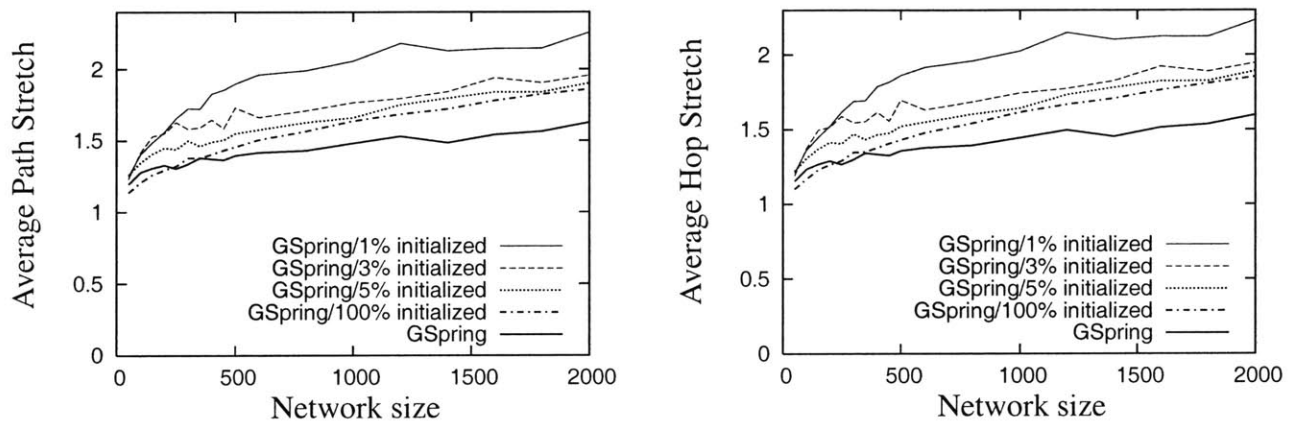 Average Path Stretch
2
1.5
1
0.5
0
GSpring/1% initialized
GSpring/3% initialized
GSpring/5% initialized
GSpring/100% initialized
GSpring
0 500 1000 1500 2000
Network size
Average Hop Stretch
2
1.5
1
0.5
0
GSpring/1% initialized
GSpring/3% initialized
GSpring/5% initialized
GSpring/100% initialized
GSpring
0 500 1000 1500 2000
Network size